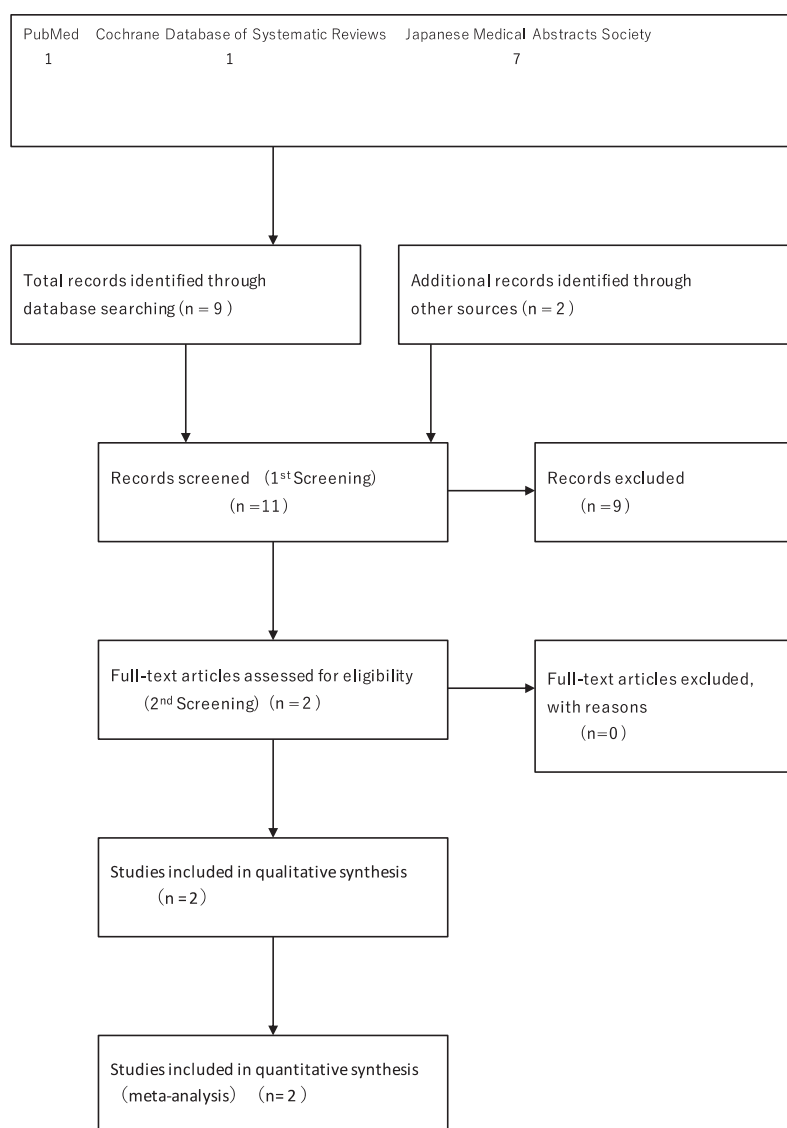 PubMed Cochrane Database of Systematic Reviews Japanese Medical Abstracts Society
1 1 7
Total records identified through
database searching (n = 9 )
Additional records identified through
other sources (n = 2 )
Records screened (1st Screening)
(n =11)
Records excluded
(n =9)
Full-text articles assessed for eligibility
(2nd Screening) (n = 2 )
Full-text articles excluded,
with reasons
(n=0 )
Studies included in qualitative synthesis
(n =2)
Studies included in quantitative synthesis
(meta-analysis) (n= 2 )